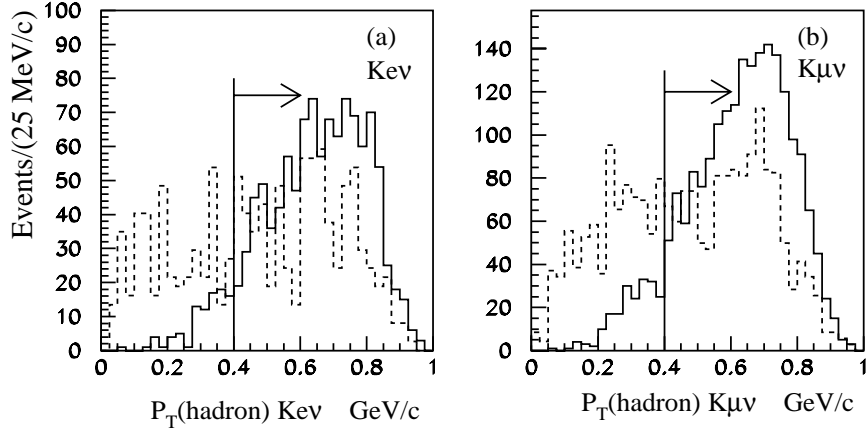 Events/(25 MeV/c)
100
90
80
70
60
50
40
30
20
10
0
(a)
Keν
0 0.2 0.4 0.6 0.8 1
P_T(hadron) Keν GeV/c
140
120
100
80
60
40
20
0
(b)
Kμν
0 0.2 0.4 0.6 0.8 1
P_T(hadron) Kμν GeV/c